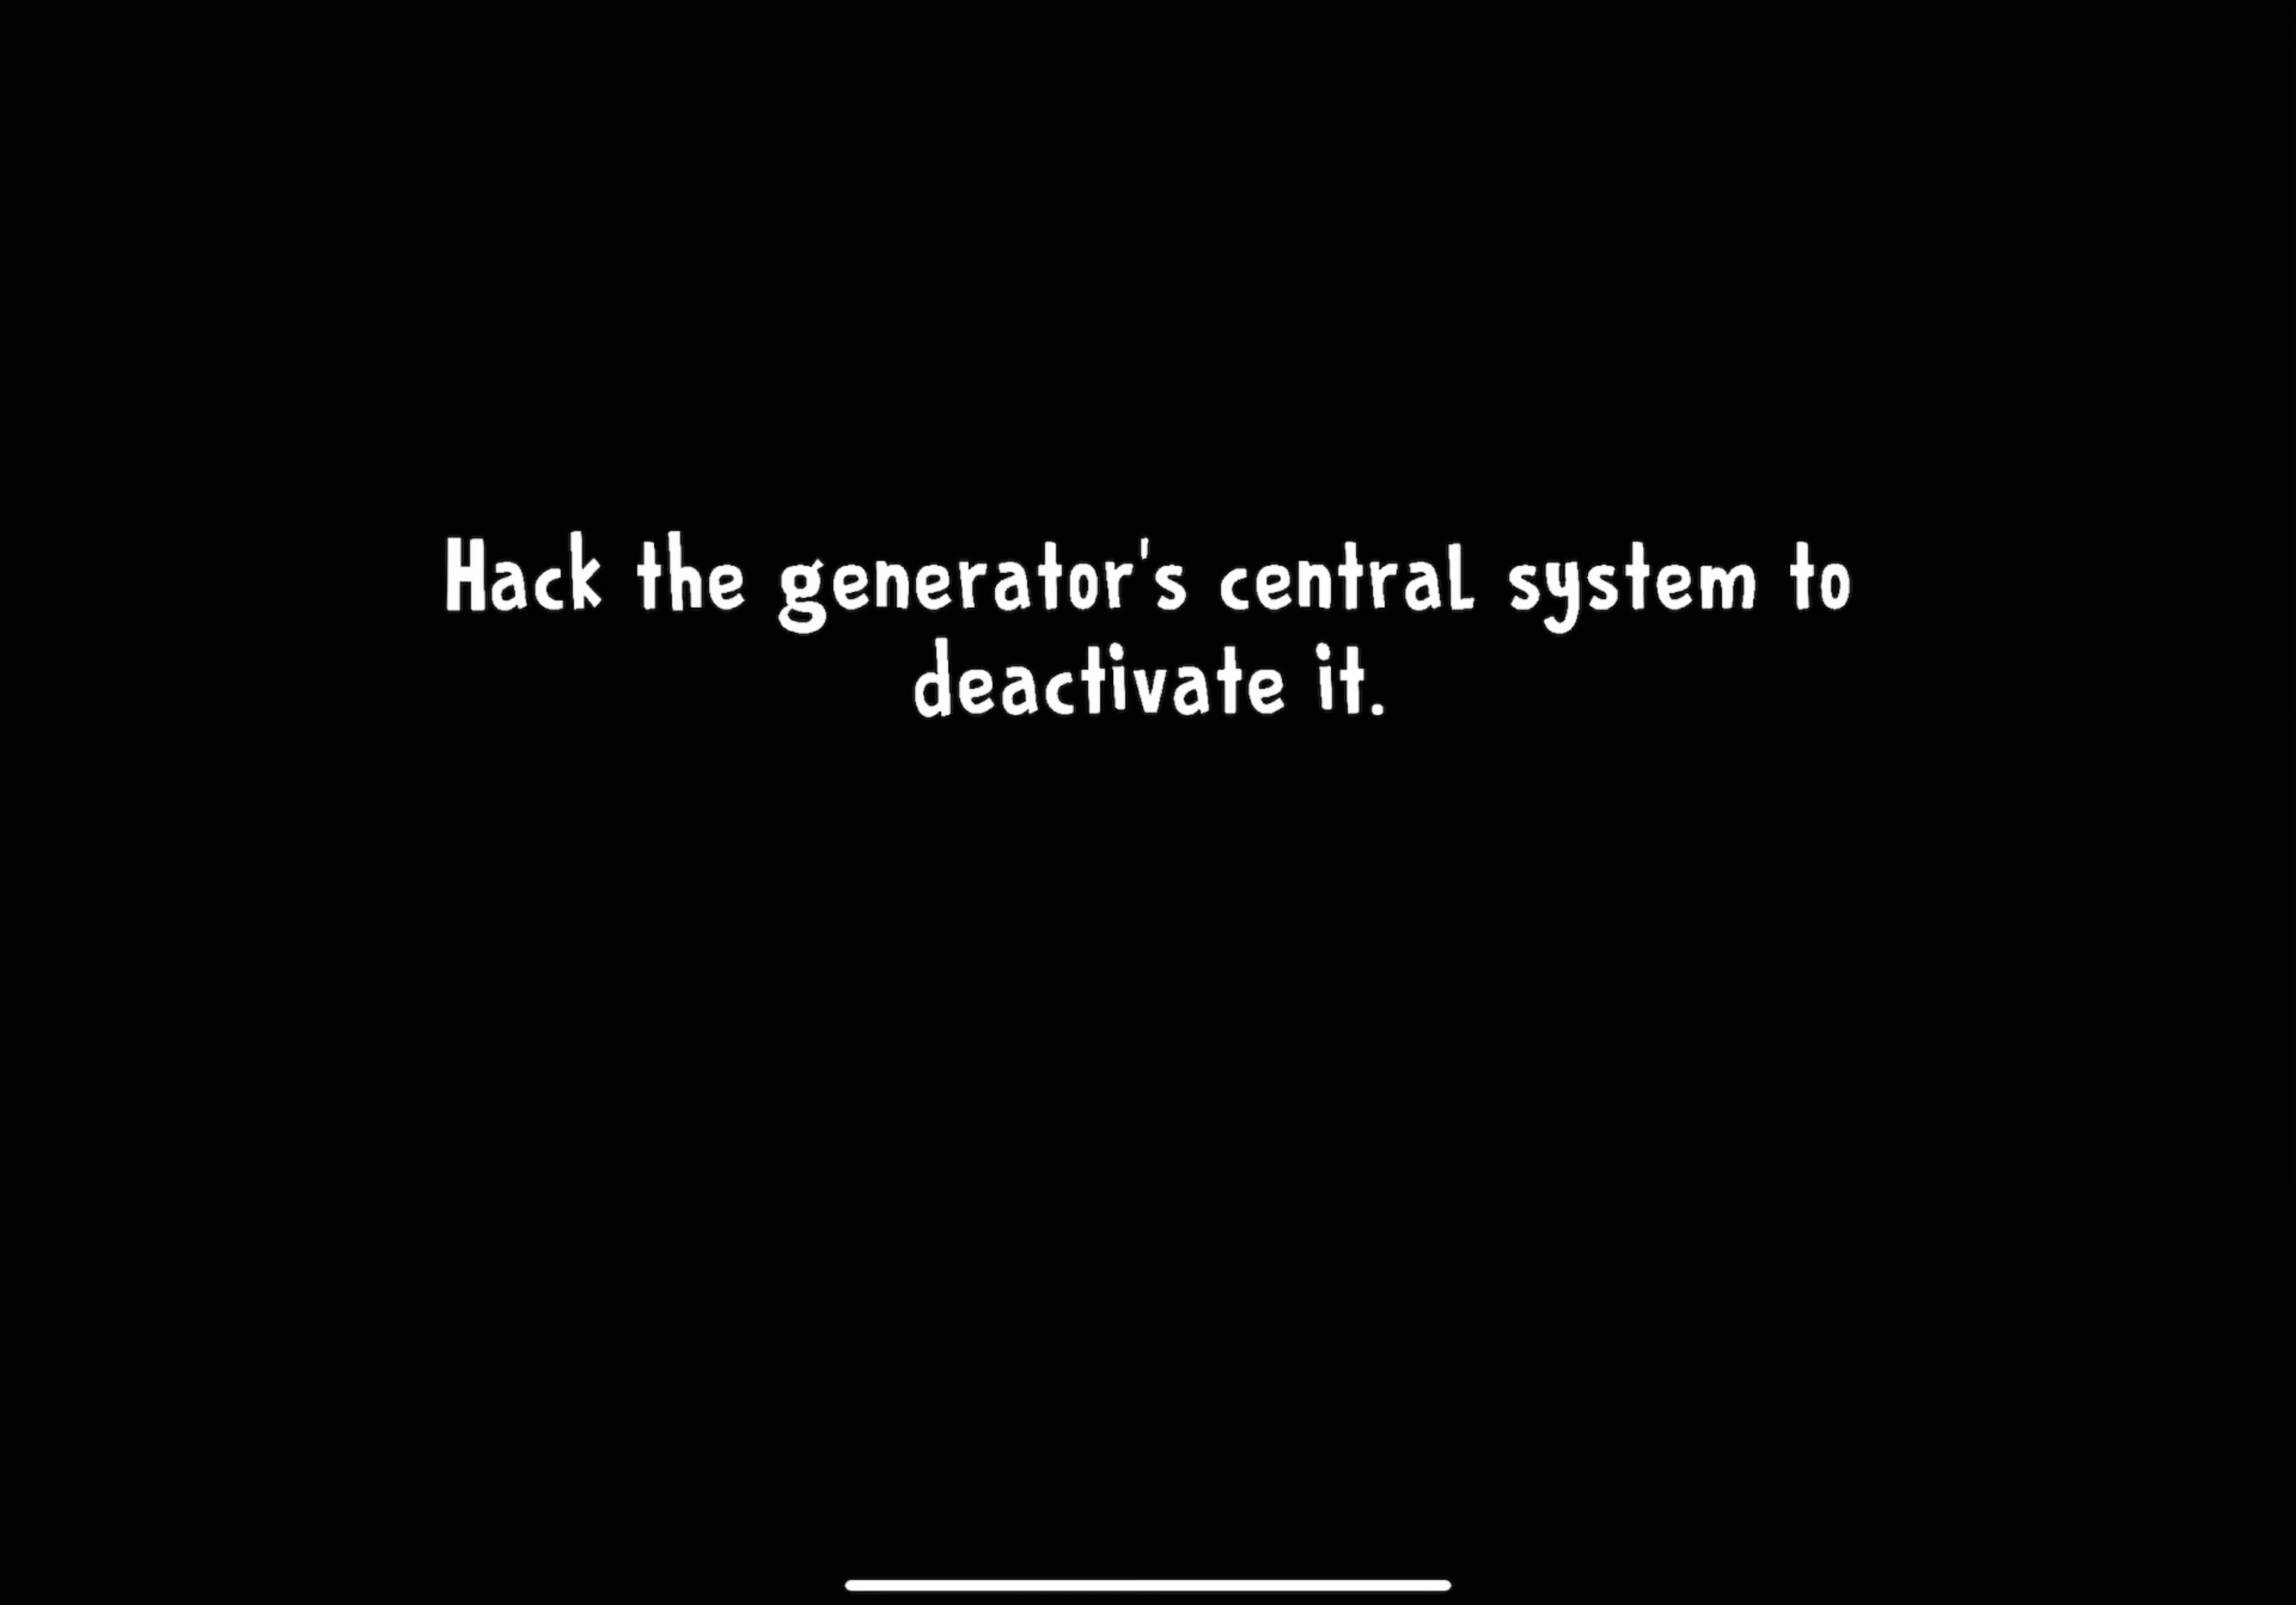 Hack the generator's central system to
deactivate it.